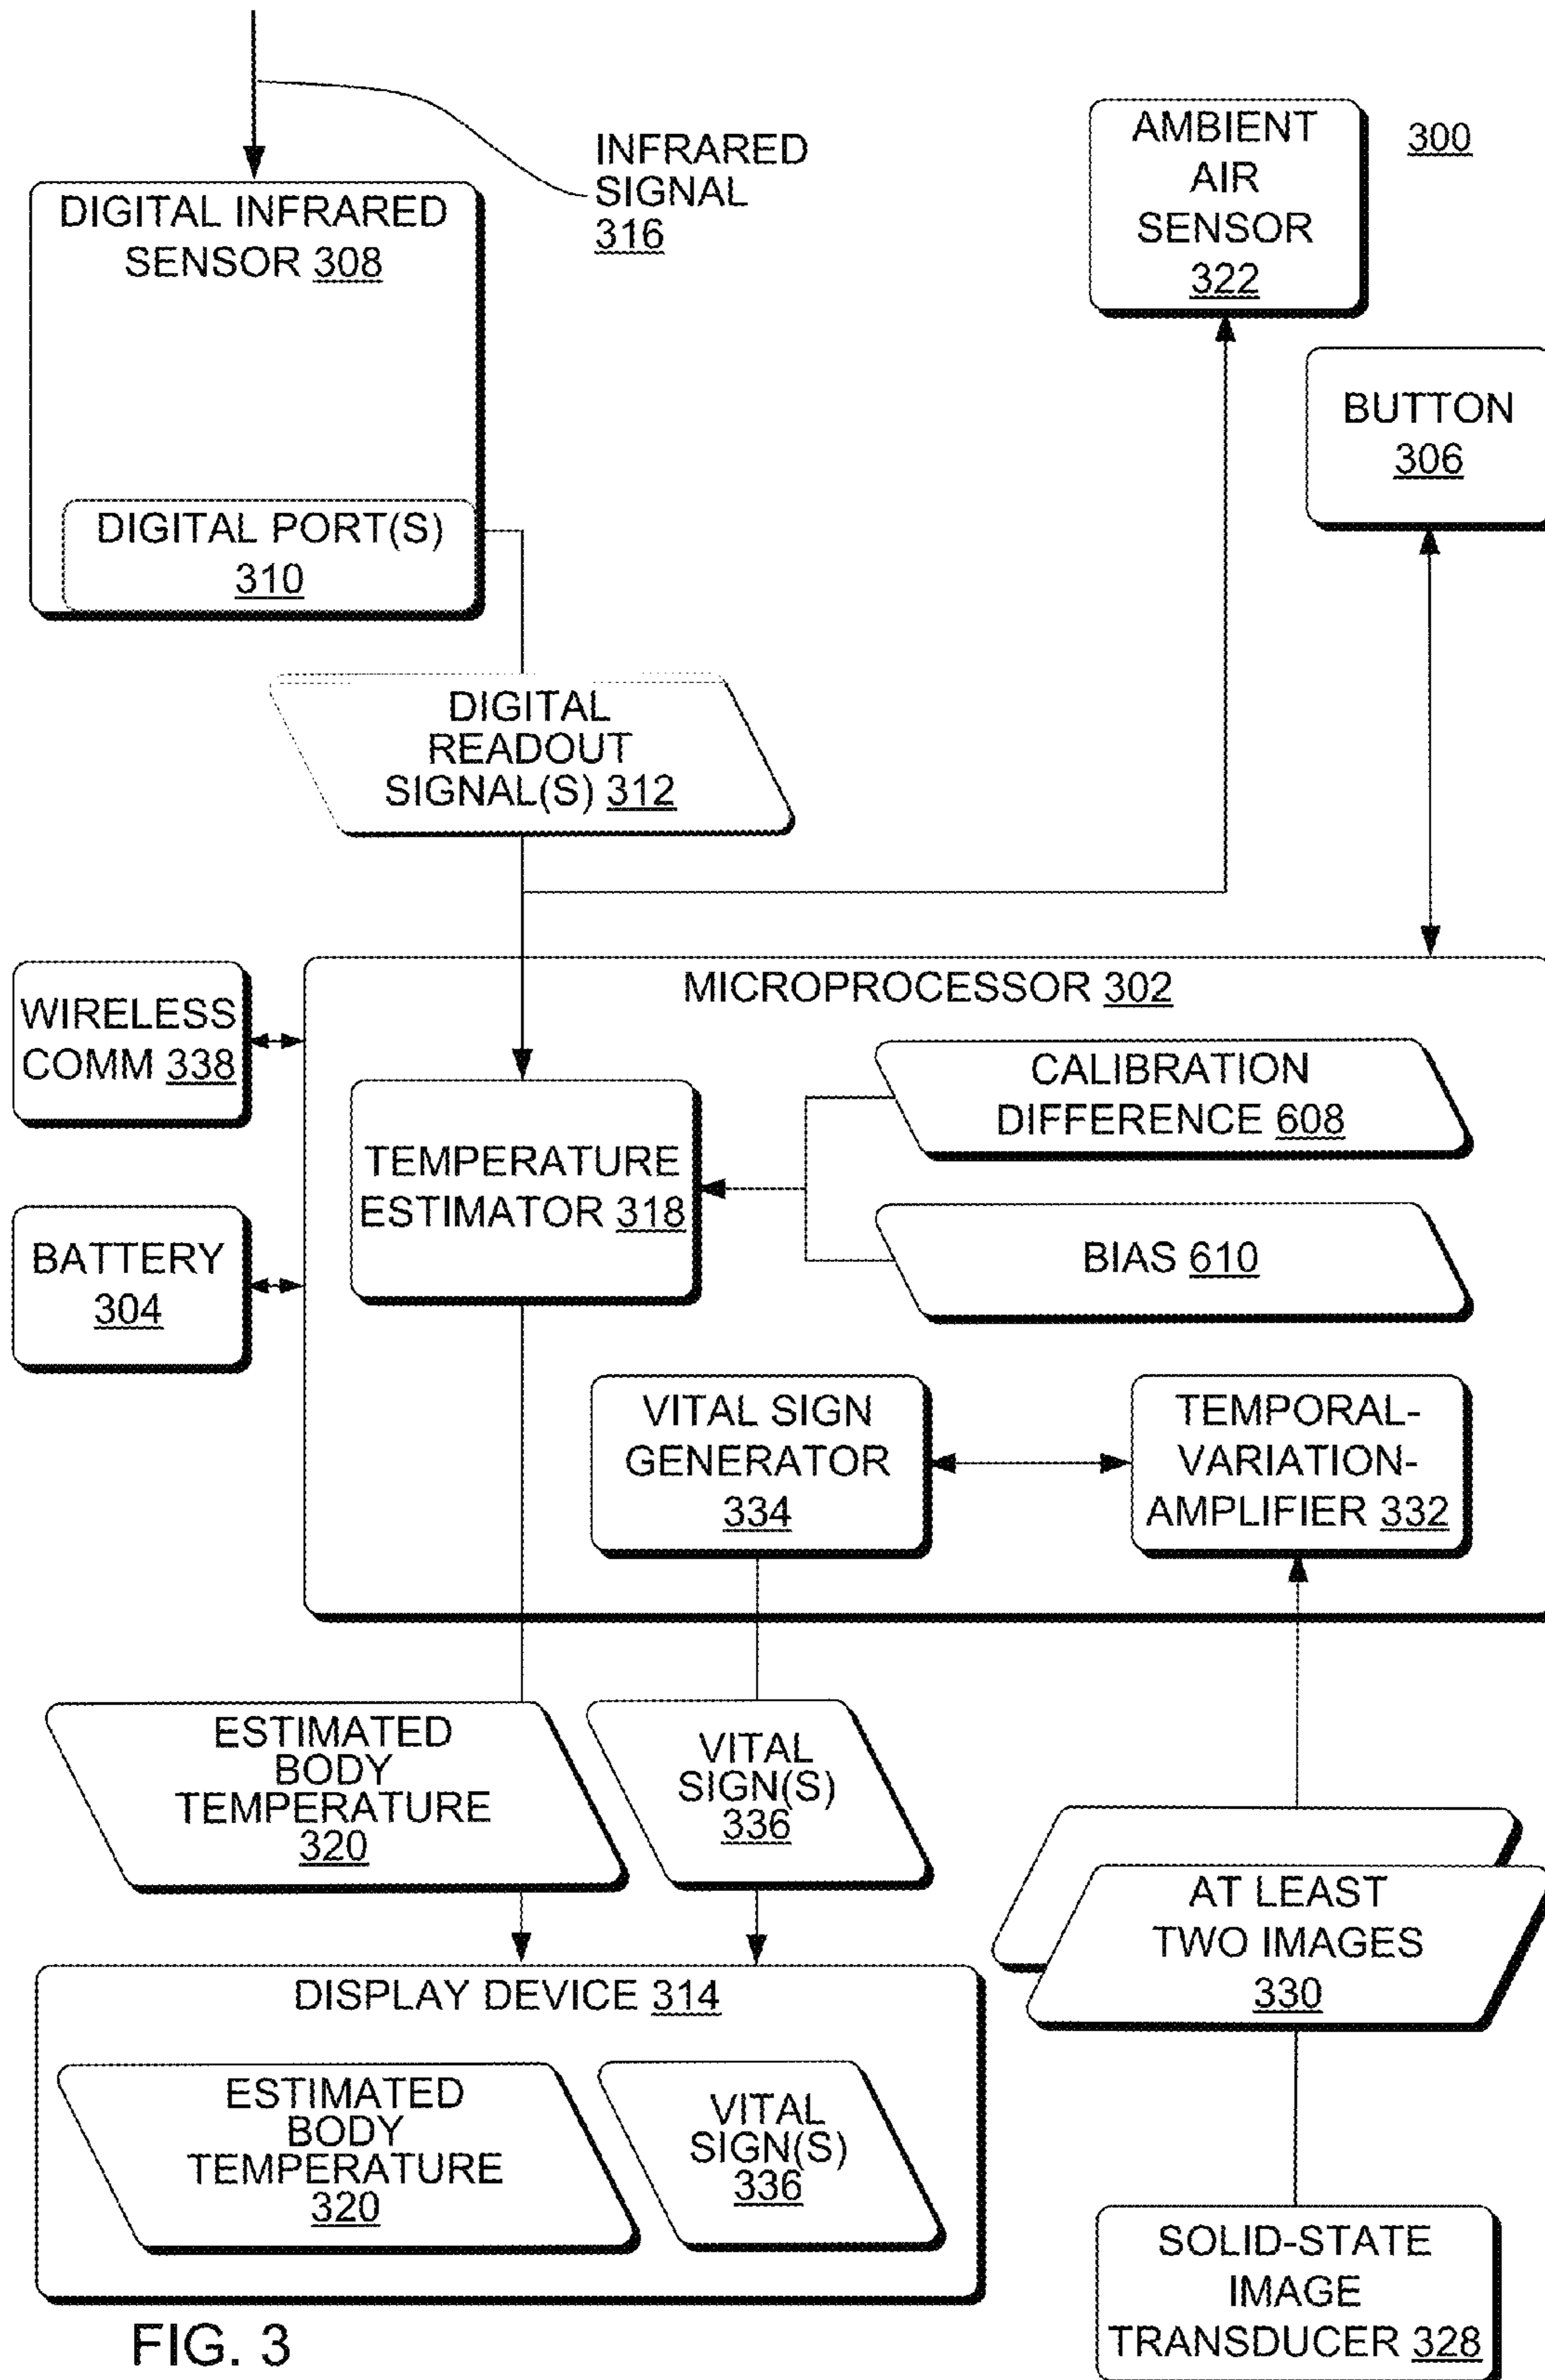 INFRARED
SIGNAL
316
AMBIENT
AIR
SENSOR
322
300
DIGITAL INFRARED
SENSOR 308
BUTTON
306
DIGITAL PORT(S)
310
DIGITAL
READOUT
SIGNAL(S) 312
WIRELESS
COMM 338
MICROPROCESSOR 302
CALIBRATION
DIFFERENCE 608
TEMPERATURE
ESTIMATOR 318
BATTERY
304
BIAS 610
VITAL SIGN
GENERATOR
334
TEMPORAL-
VARIATION-
AMPLIFIER 332
ESTIMATED
BODY
TEMPERATURE
320
VITAL
SIGN(S)
336
AT LEAST
TWO IMAGES
330
DISPLAY DEVICE 314
ESTIMATED
BODY
TEMPERATURE
320
VITAL
SIGN(S)
336
SOLID-STATE
IMAGE
TRANSDUCER 328
FIG. 3